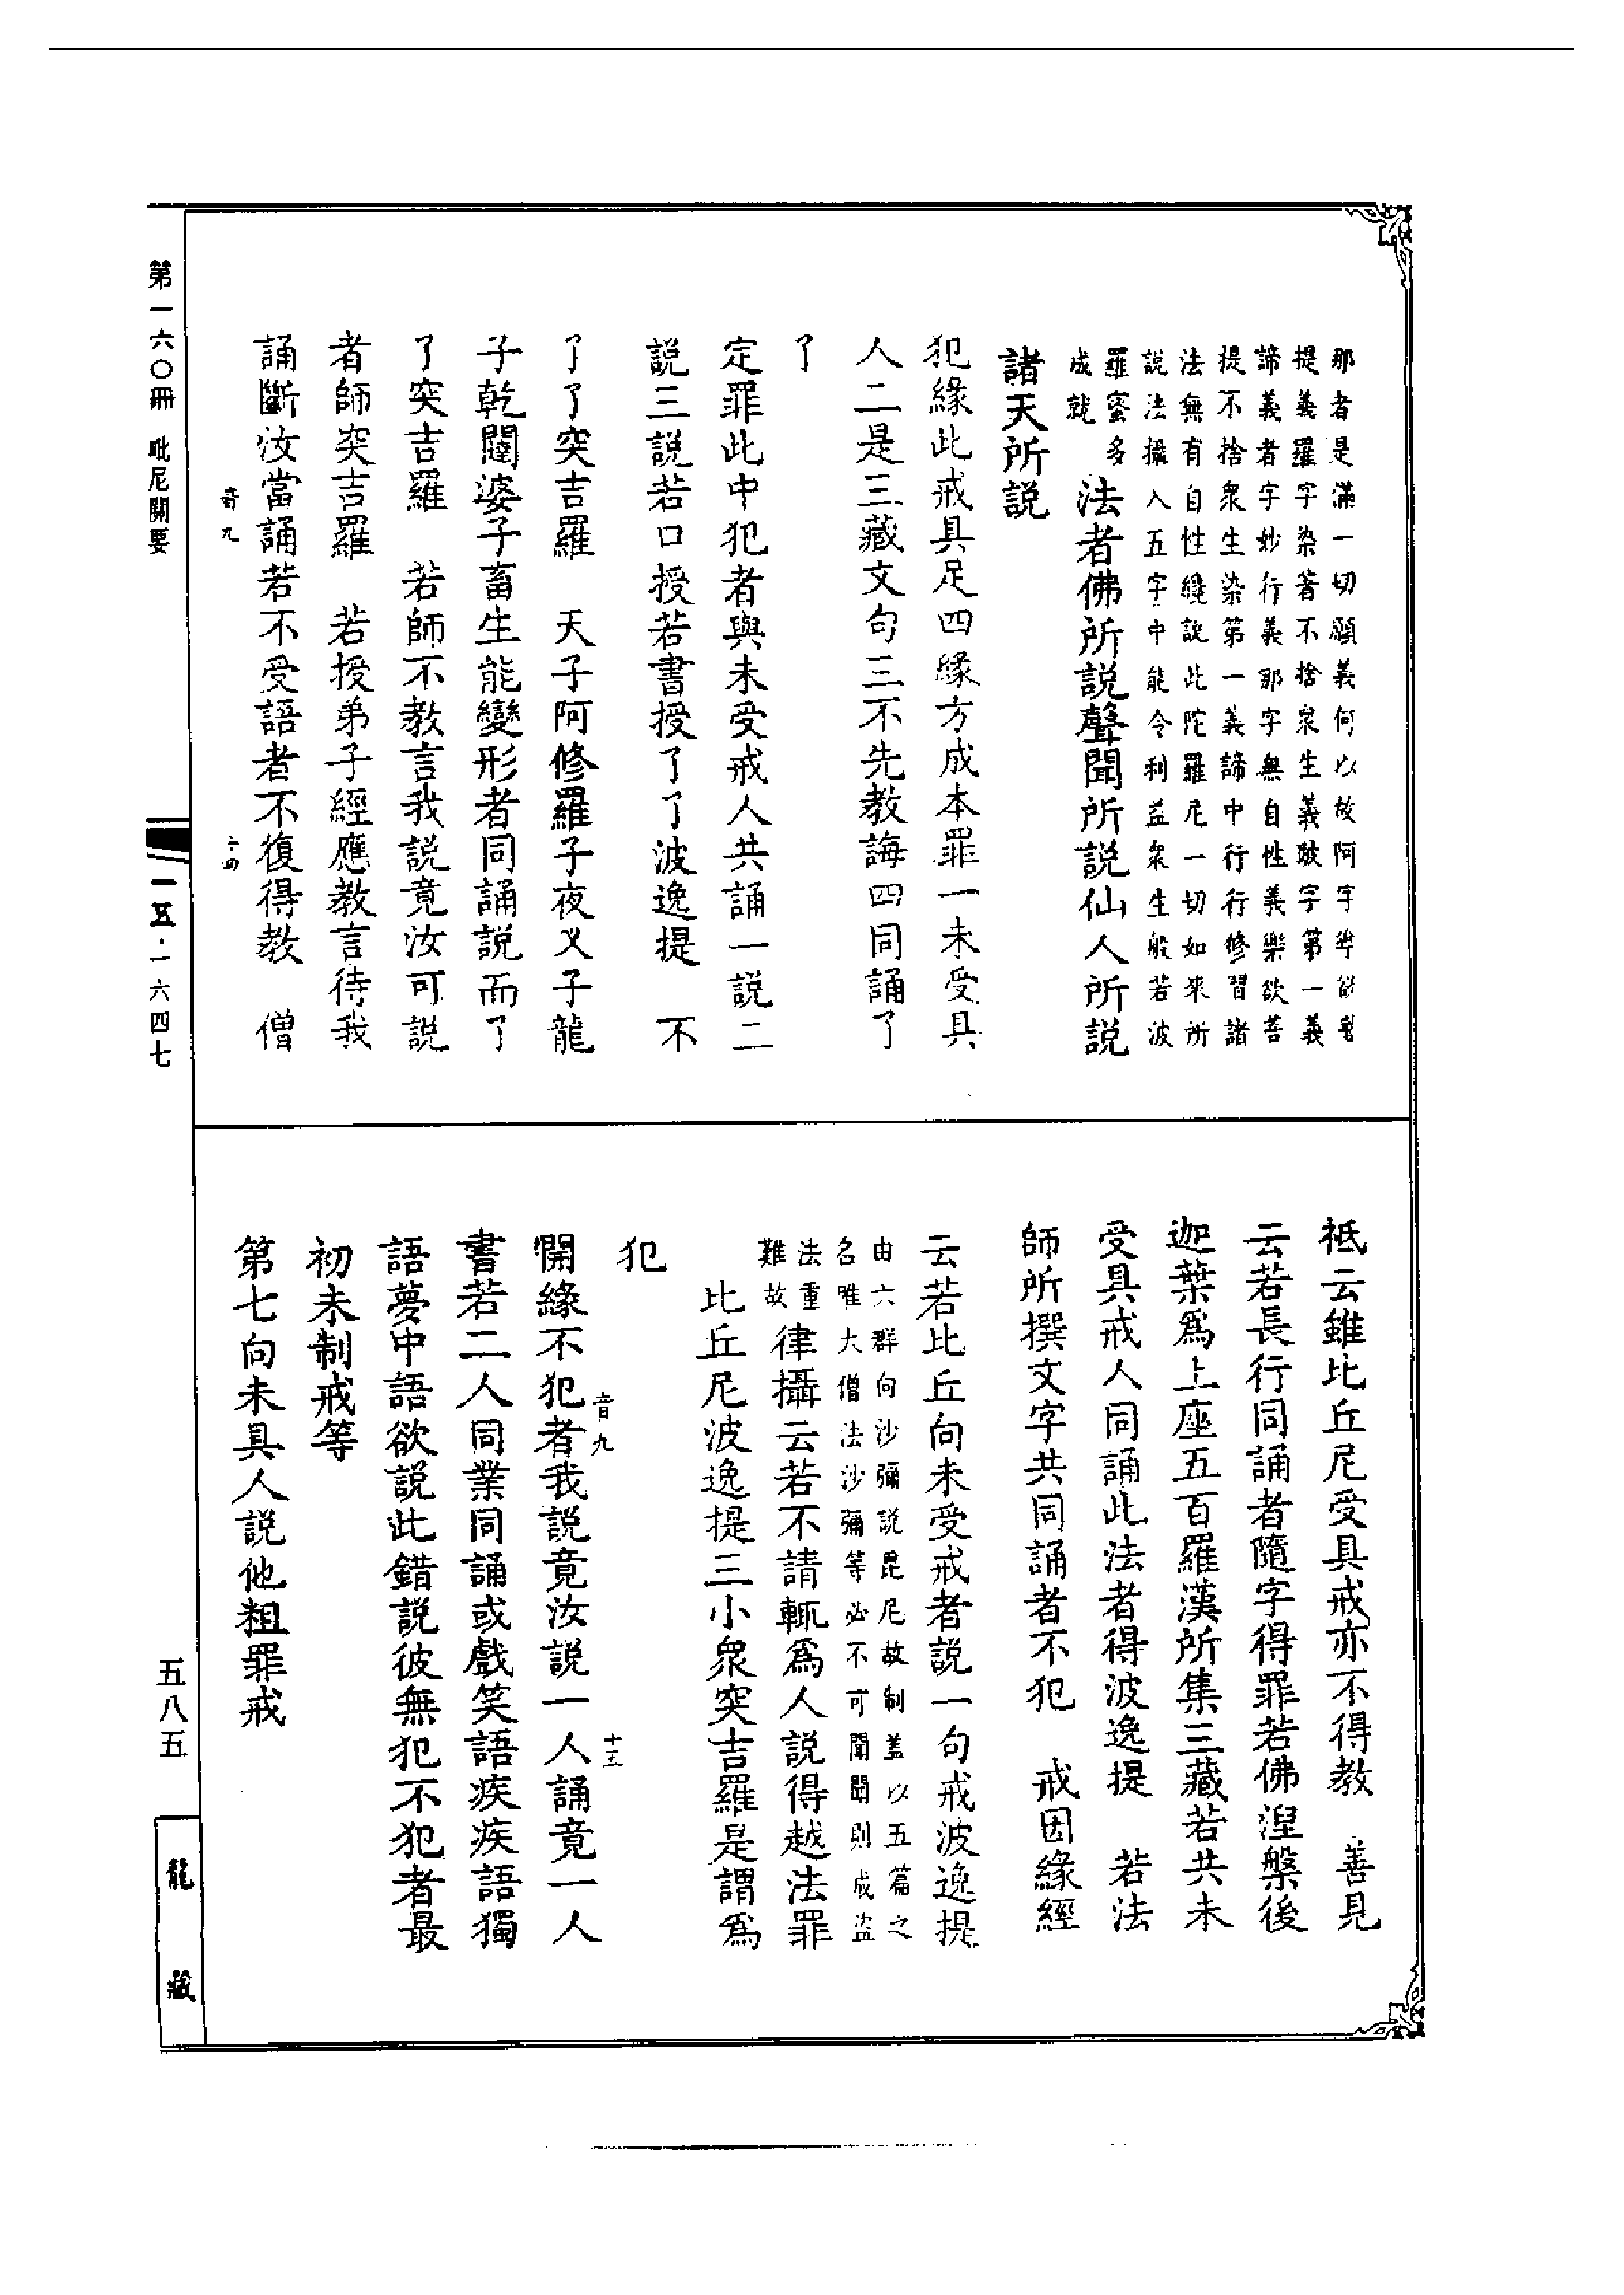 那者是滿一切願義何以故阿字
提義羅字染著不捨衆生義跛字第一義
諦義者字妙行義那字無自性義樂欲菩
提不捨衆生染第一義諦中行行修習諸
法無有自性纔說此陀羅尼一切如來所
說法攝入五字中能令利益衆生般若波
羅蜜多
成就
法者佛所說聲聞所說仙人所說
諸天所說
犯緣此戒具足四緣方成本罪一未受具
人二是三藏文句三不先教誨四同誦了
了
定罪此中犯者與未受戒人共誦一說二
說三說若口授若書授了了波逸提　不
了了突吉羅　天子阿修羅子夜叉子龍
子乾闥婆子畜生能變形者同誦說而了
了突吉羅　若師不教言我說竟汝可說
者師突吉羅　若授弟子經應教言待我
誦斷汝當誦若不受語者不復得教　僧
祇云雖比丘尼受具戒亦不得教　善見
云若長行同誦者隨字得罪若佛涅槃後
迦葉爲上座五百羅漢所集三藏若共未
受具戒人同誦此法者得波逸提　若法
師所撰文字共同誦者不犯　戒因緣經
云若比丘向未受戒者說一句戒波逸提
由六群向沙彌說毘尼故制蓋以五篇之
名唯大僧法沙彌等必不可聞聞則成盜
法重
難故
律攝云若不請輒爲人說得越法罪
比丘尼波逸提三小衆突吉羅是謂爲
犯
開緣不犯者我說竟汝說一人誦竟一人
書若二人同業同誦或戲笑語疾疾語獨
語夢中語欲說此錯說彼無犯不犯者最
初未制戒等
第七向未具人說他粗罪戒
第一六〇冊　毗尼關要
一五五·一六四七
五八五
龍藏